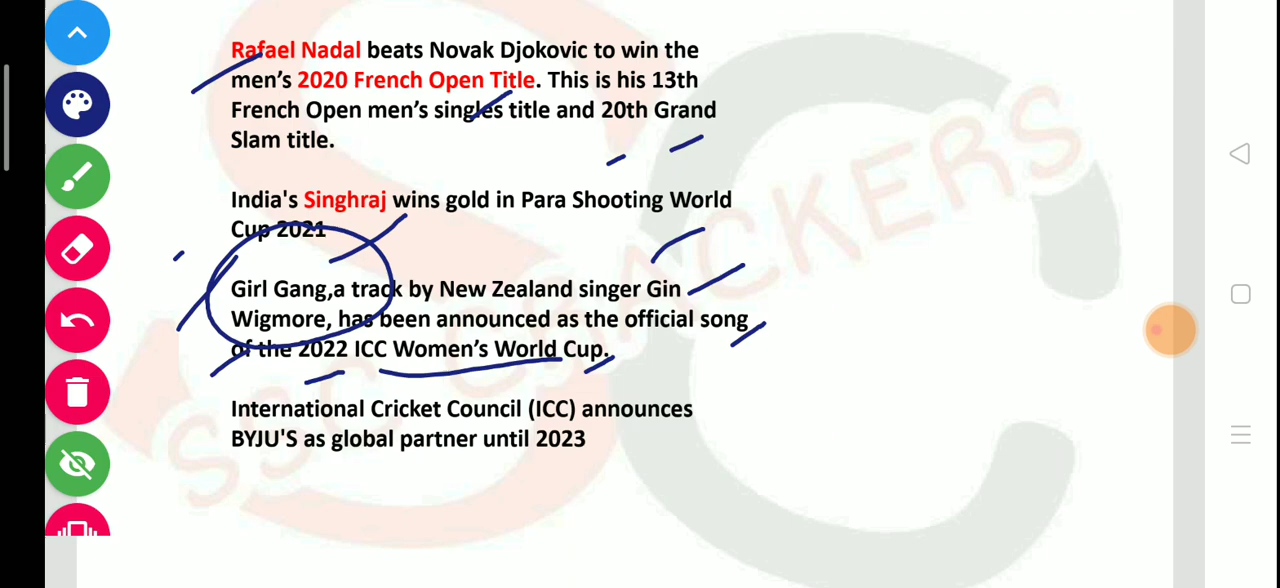 Rafael Nadal beats Novak Djokovic to win the
men's 2020 French Open Title. This is his 13th
French Open men's singles title and 20th Grand
Slam title.
India's Singhraj wins gold in Para Shooting World
Cup 2021
Girl Gang,a track by New Zealand singer Gin
Wigmore, has been announced as the official song
of the 2022 ICC Women's World Cup.
International Cricket Council (ICC) announces
BYJU'S as global partner until 2023
SSC CRACKERS